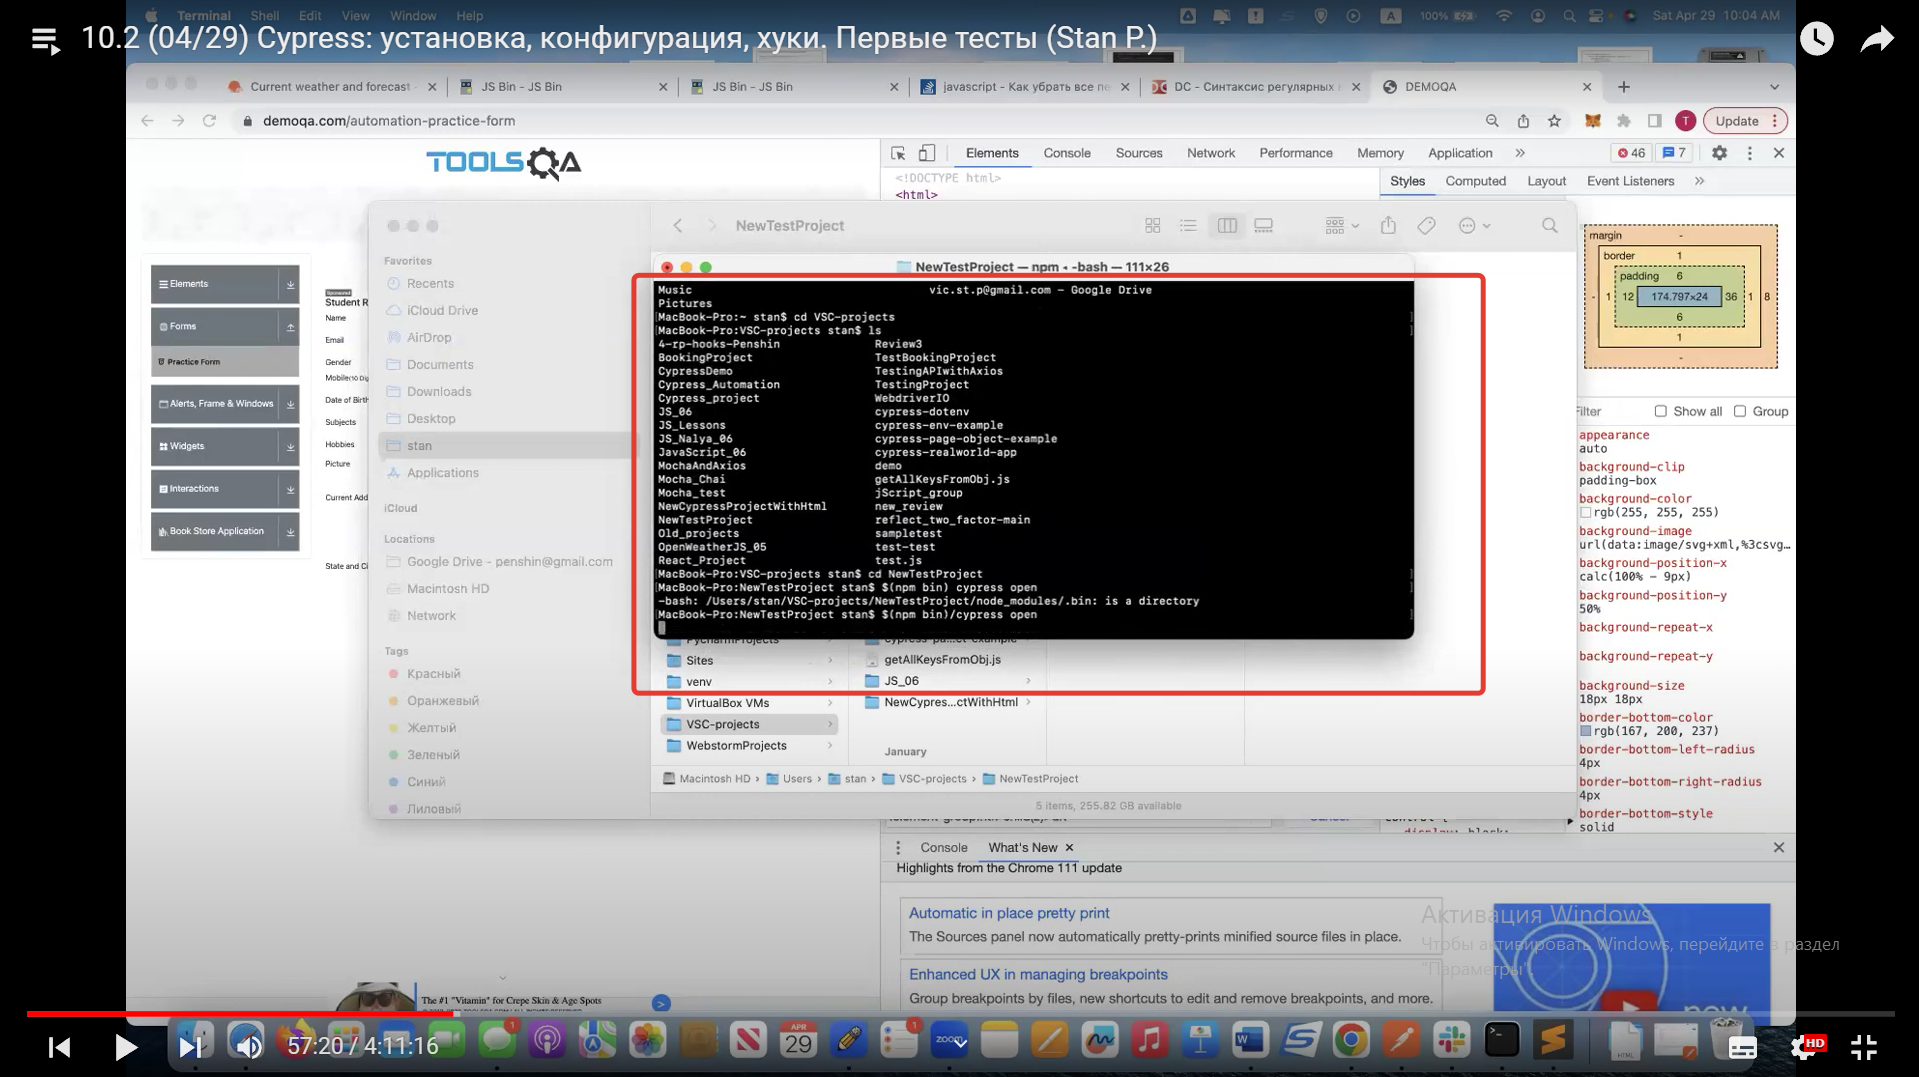 Terminal Shell Edit View Window Help
100% Sat Apr 29 10:04 AM
10.2 (04/29) Cypress: установка, конфигурация, хуки. Первые тесты (Stan P.)
Current weather and forecast
JS Bin - JS Bin
JS Bin - JS Bin
javascript - Как убрать все пе
DC - Синтаксис регулярных
DEMOQA
demoqa.com/automation-practice-form
T
Update
TOOLSQA
Elements Console Sources Network Performance Memory Application » 46 7
<!DOCTYPE html>
<html>
Styles Computed Layout Event Listeners »
NewTestProject
margin -
border 1
padding 6
- 1 12 174.797×24 36 1 8
6
1
-
Filter Show all Group
appearance
auto
background-clip
padding-box
background-color
rgb(255, 255, 255)
background-image
url(data:image/svg+xml,%3csvg…
background-position-x
calc(100% - 9px)
background-position-y
50%
background-repeat-x
background-repeat-y
background-size
18px 18px
border-bottom-color
rgb(167, 200, 237)
border-bottom-left-radius
4px
border-bottom-right-radius
4px
border-bottom-style
solid
Elements
Forms
Practice Form
Alerts, Frame & Windows
Widgets
Interactions
Book Store Application
Student R
Name
Email
Gender
Mobile(10 Dig
Date of Birth
Subjects
Hobbies
Picture
Current Add
State and Ci
Favorites
Recents
iCloud Drive
AirDrop
Documents
Downloads
Desktop
stan
Applications
iCloud
Locations
Google Drive - penshin@gmail.com
Macintosh HD
Network
Tags
Красный
Оранжевый
Желтый
Зеленый
Синий
Лиловый
NewTestProject — npm ◂ -bash — 111×26
Music vic.st.p@gmail.com - Google Drive
Pictures
[MacBook-Pro:~ stan$ cd VSC-projects ]
[MacBook-Pro:VSC-projects stan$ ls ]
4-rp-hooks-Penshin Review3
BookingProject TestBookingProject
CypressDemo TestingAPIwithAxios
Cypress_Automation TestingProject
Cypress_project WebdriverIO
JS_06 cypress-dotenv
JS_Lessons cypress-env-example
JS_Nalya_06 cypress-page-object-example
JavaScript_06 cypress-realworld-app
MochaAndAxios demo
Mocha_Chai getAllKeysFromObj.js
Mocha_test jScript_group
NewCypressProjectWithHtml new_review
NewTestProject reflect_two_factor-main
Old_projects sampletest
OpenWeatherJS_05 test-test
React_Project test.js
[MacBook-Pro:VSC-projects stan$ cd NewTestProject ]
[MacBook-Pro:NewTestProject stan$ $(npm bin) cypress open ]
-bash: /Users/stan/VSC-projects/NewTestProject/node_modules/.bin: is a directory
[MacBook-Pro:NewTestProject stan$ $(npm bin)/cypress open ]
PycharmProjects
Sites
venv
VirtualBox VMs
VSC-projects
WebstormProjects
getAllKeysFromObj.js
JS_06
NewCypres...ctWithHtml
January
Macintosh HD › Users › stan › VSC-projects › NewTestProject
5 items, 255.82 GB available
Console What's New
Highlights from the Chrome 111 update
Automatic in place pretty print
The Sources panel now automatically pretty-prints minified source files in place.
Enhanced UX in managing breakpoints
Group breakpoints by files, new shortcuts to edit and remove breakpoints, and more.
new
Активация Windows
Чтобы активировать Windows, перейдите в раздел
"Параметры".
The #1 "Vitamin" for Crepe Skin & Age Spots
57:20 / 4:11:16
1
APR
29
1
zoom
HTML
HD